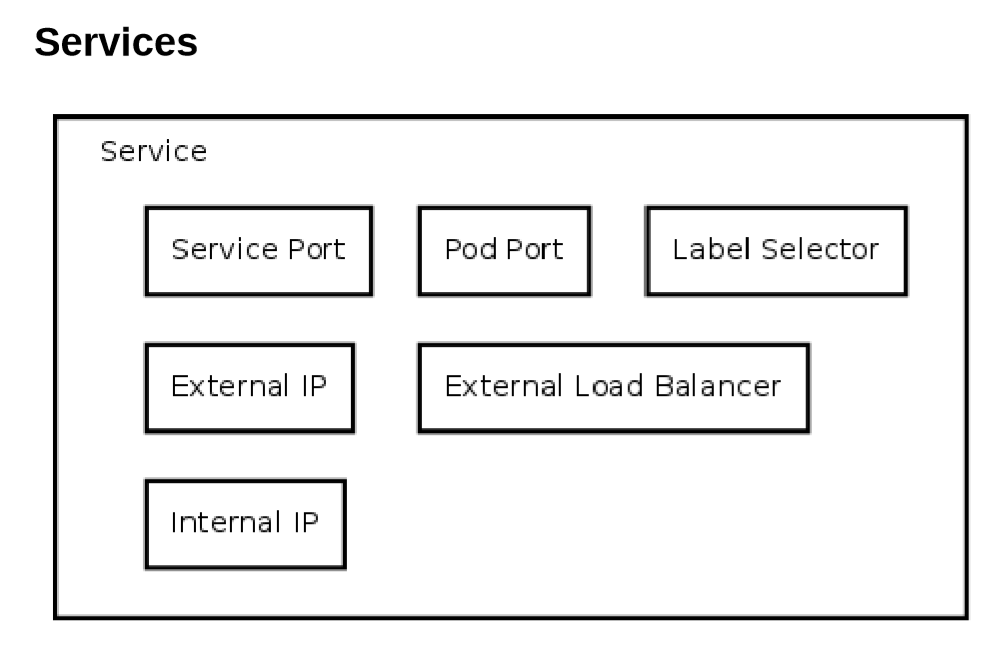 Services
Service
Service Port
Pod Port
Label Selector
External IP
External Load Balancer
Internal IP